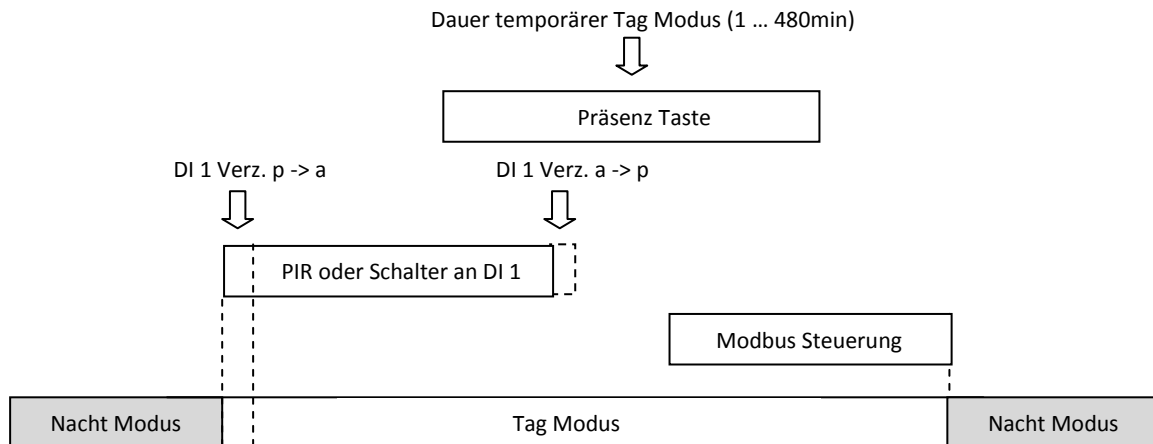 Dauer temporärer Tag Modus (1 … 480min)
Präsenz Taste
DI 1 Verz. p -> a
DI 1 Verz. a -> p
PIR oder Schalter an DI 1
Modbus Steuerung
Nacht Modus
Tag Modus
Nacht Modus